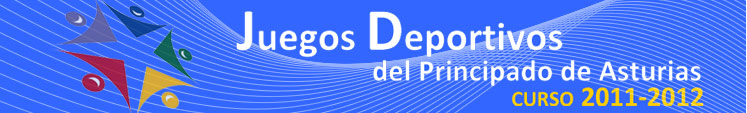 Juegos Deportivos
del Principado de Asturias
CURSO 2011-2012